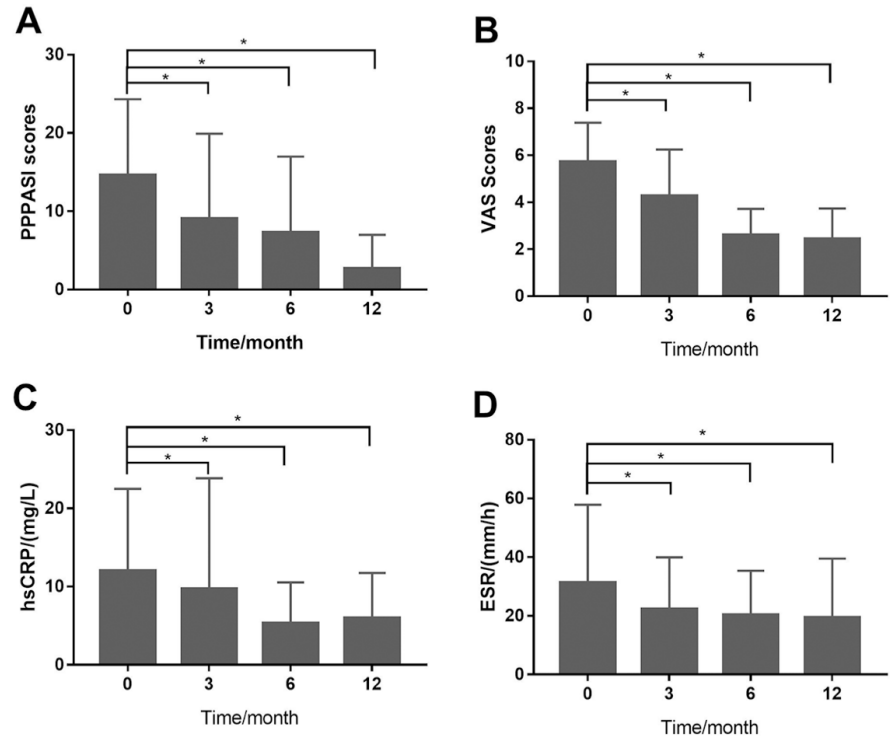 A
PPPASI scores
30
20
10
0
*
*
*
0 3 6 12
Time/month
B
VAS Scores
10
8
6
4
2
0
*
*
*
0 3 6 12
Time/month
C
hsCRP/(mg/L)
30
20
10
0
*
*
*
0 3 6 12
Time/month
D
ESR/(mm/h)
80
60
40
20
0
*
*
*
0 3 6 12
Time/month